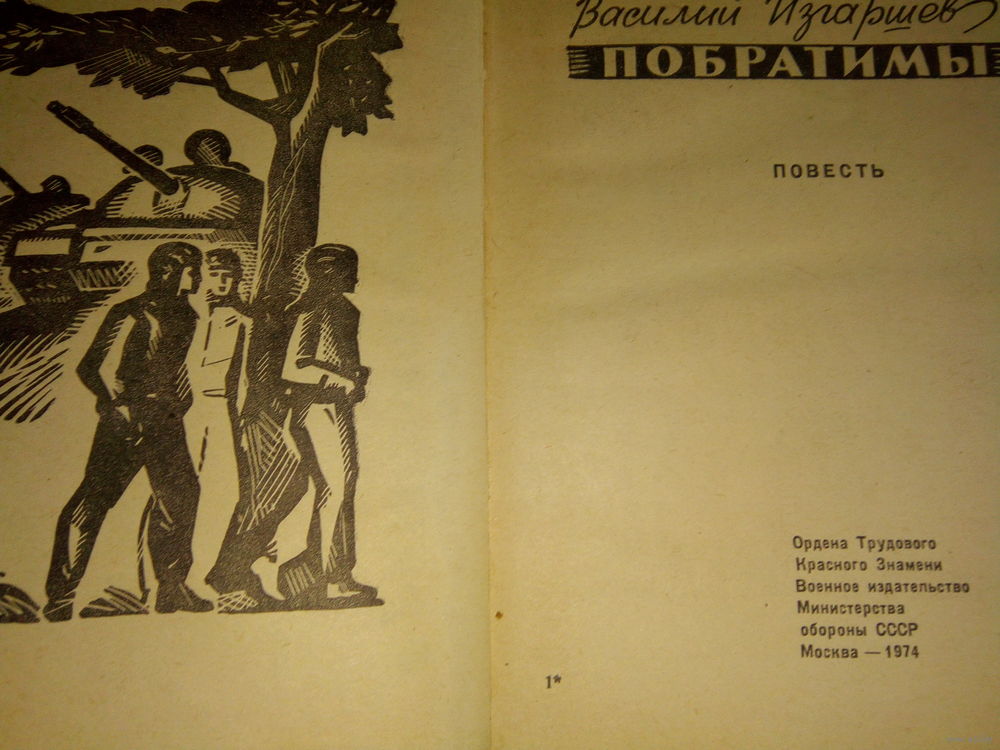 Василий Изгаршев
ПОБРАТИМЫ
ПОВЕСТЬ
Ордена Трудового
Красного Знамени
Военное издательство
Министерства
обороны СССР
Москва — 1974
1*